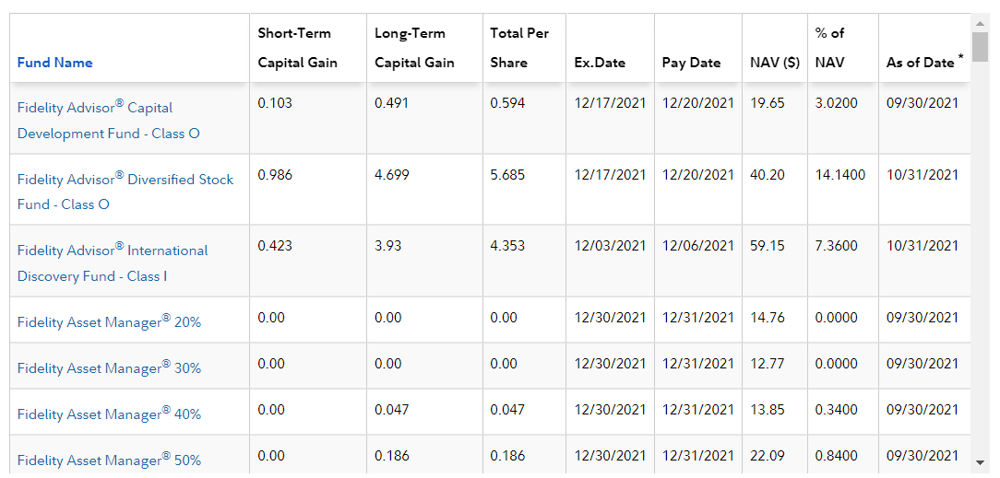 Fund Name Short-Term Capital Gain Long-Term Capital Gain Total Per Share Ex.Date Pay Date NAV ($) % of NAV As of Date *
Fidelity Advisor® Capital Development Fund - Class O 0.103 0.491 0.594 12/17/2021 12/20/2021 19.65 3.0200 09/30/2021
Fidelity Advisor® Diversified Stock Fund - Class O 0.986 4.699 5.685 12/17/2021 12/20/2021 40.20 14.1400 10/31/2021
Fidelity Advisor® International Discovery Fund - Class I 0.423 3.93 4.353 12/03/2021 12/06/2021 59.15 7.3600 10/31/2021
Fidelity Asset Manager® 20% 0.00 0.00 0.00 12/30/2021 12/31/2021 14.76 0.0000 09/30/2021
Fidelity Asset Manager® 30% 0.00 0.00 0.00 12/30/2021 12/31/2021 12.77 0.0000 09/30/2021
Fidelity Asset Manager® 40% 0.00 0.047 0.047 12/30/2021 12/31/2021 13.85 0.3400 09/30/2021
Fidelity Asset Manager® 50% 0.00 0.186 0.186 12/30/2021 12/31/2021 22.09 0.8400 09/30/2021